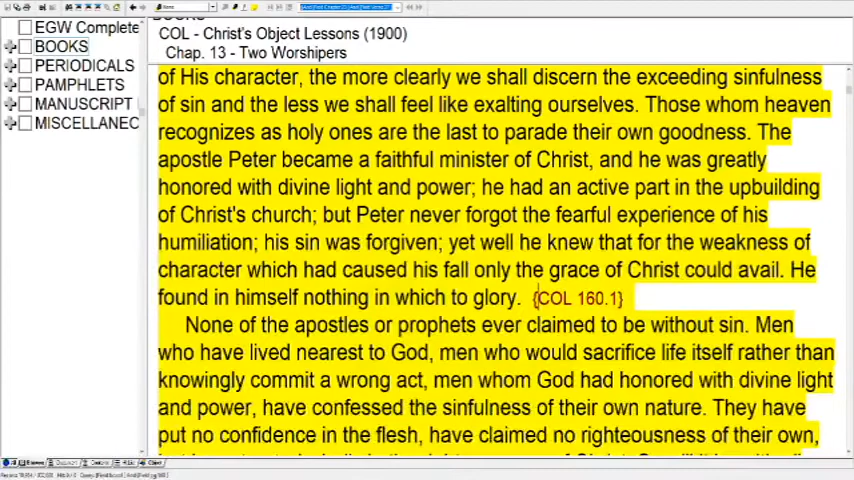 EGW Complete
BOOKS
PERIODICALS
PAMPHLETS
MANUSCRIPT
MISCELLANEC
BOOKS
COL - Christ's Object Lessons (1900)
Chap. 13 - Two Worshipers
of His character, the more clearly we shall discern the exceeding sinfulness
of sin and the less we shall feel like exalting ourselves. Those whom heaven
recognizes as holy ones are the last to parade their own goodness. The
apostle Peter became a faithful minister of Christ, and he was greatly
honored with divine light and power; he had an active part in the upbuilding
of Christ's church; but Peter never forgot the fearful experience of his
humiliation; his sin was forgiven; yet well he knew that for the weakness of
character which had caused his fall only the grace of Christ could avail. He
found in himself nothing in which to glory. {COL 160.1}
None of the apostles or prophets ever claimed to be without sin. Men
who have lived nearest to God, men who would sacrifice life itself rather than
knowingly commit a wrong act, men whom God had honored with divine light
and power, have confessed the sinfulness of their own nature. They have
put no confidence in the flesh, have claimed no righteousness of their own,